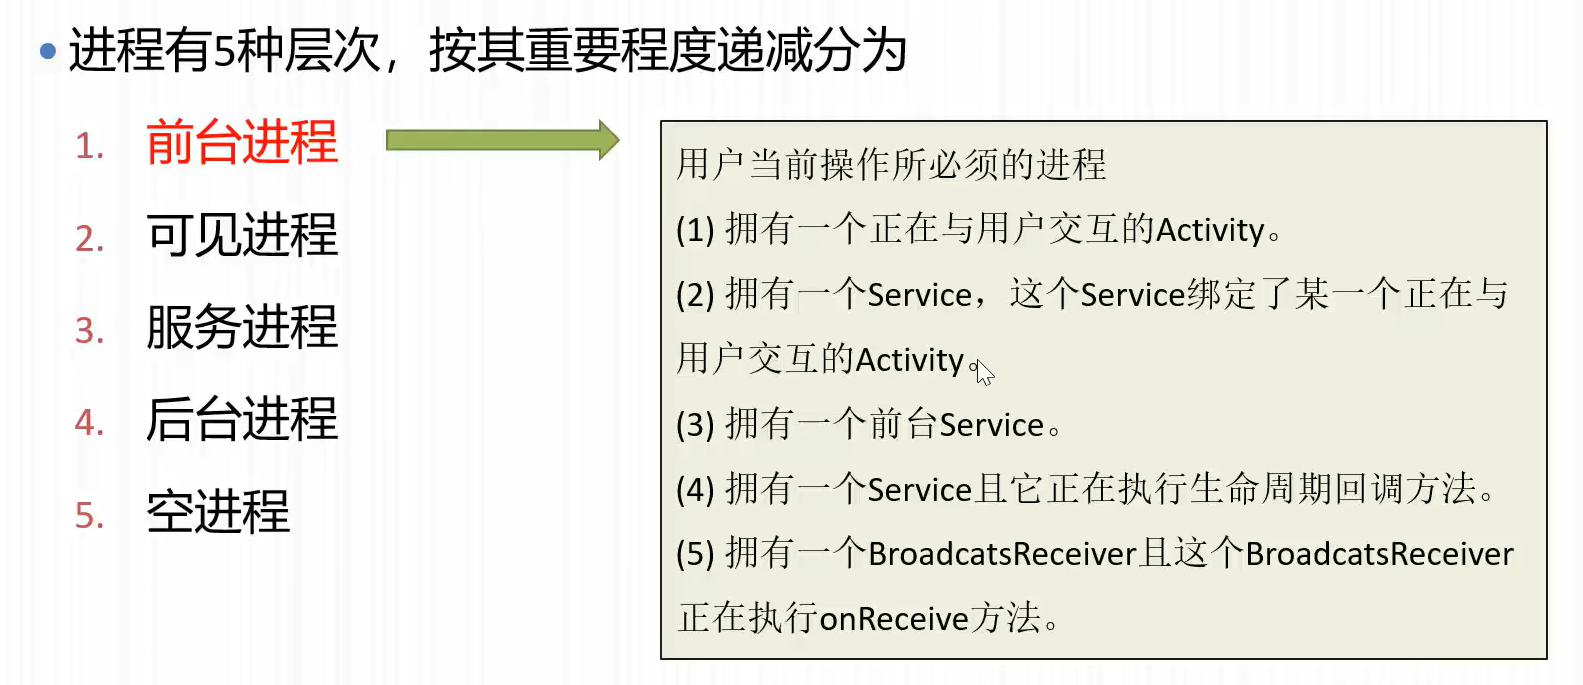 • 进程有5种层次，按其重要程度递减分为
1. 前台进程
2. 可见进程
3. 服务进程
4. 后台进程
5. 空进程
用户当前操作所必须的进程
(1) 拥有一个正在与用户交互的Activity。
(2) 拥有一个Service，这个Service绑定了某一个正在与
用户交互的Activity。
(3) 拥有一个前台Service。
(4) 拥有一个Service且它正在执行生命周期回调方法。
(5) 拥有一个BroadcatsReceiver且这个BroadcatsReceiver
正在执行onReceive方法。